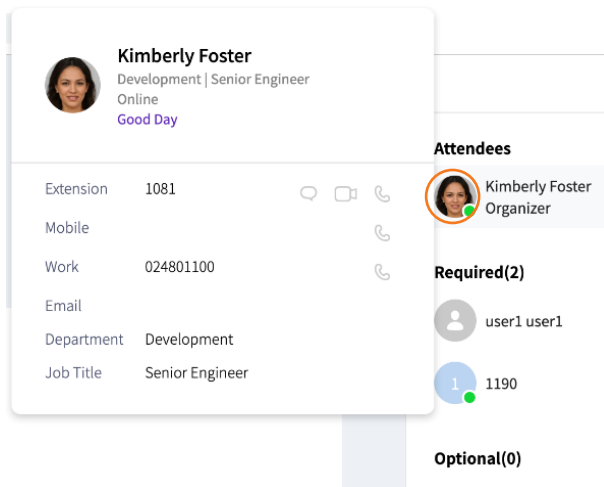 Kimberly Foster
Development | Senior Engineer
Online
Good Day
Extension 1081
Mobile
Work 024801100
Email
Department Development
Job Title Senior Engineer
Attendees
Kimberly Foster
Organizer
Required(2)
user1 user1
1 1190
Optional(0)